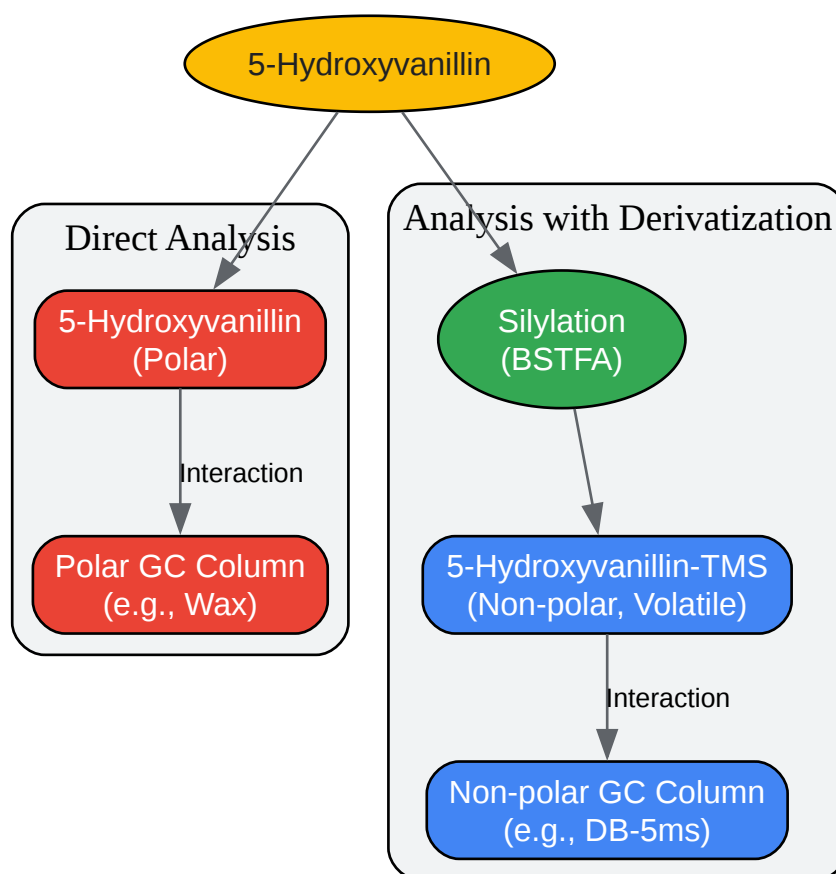 5-Hydroxyvanillin
Direct Analysis
5-Hydroxyvanillin
(Polar)
Interaction
Polar GC Column
(e.g., Wax)
Analysis with Derivatization
Silylation
(BSTFA)
5-Hydroxyvanillin-TMS
(Non-polar, Volatile)
Interaction
Non-polar GC Column
(e.g., DB-5ms)